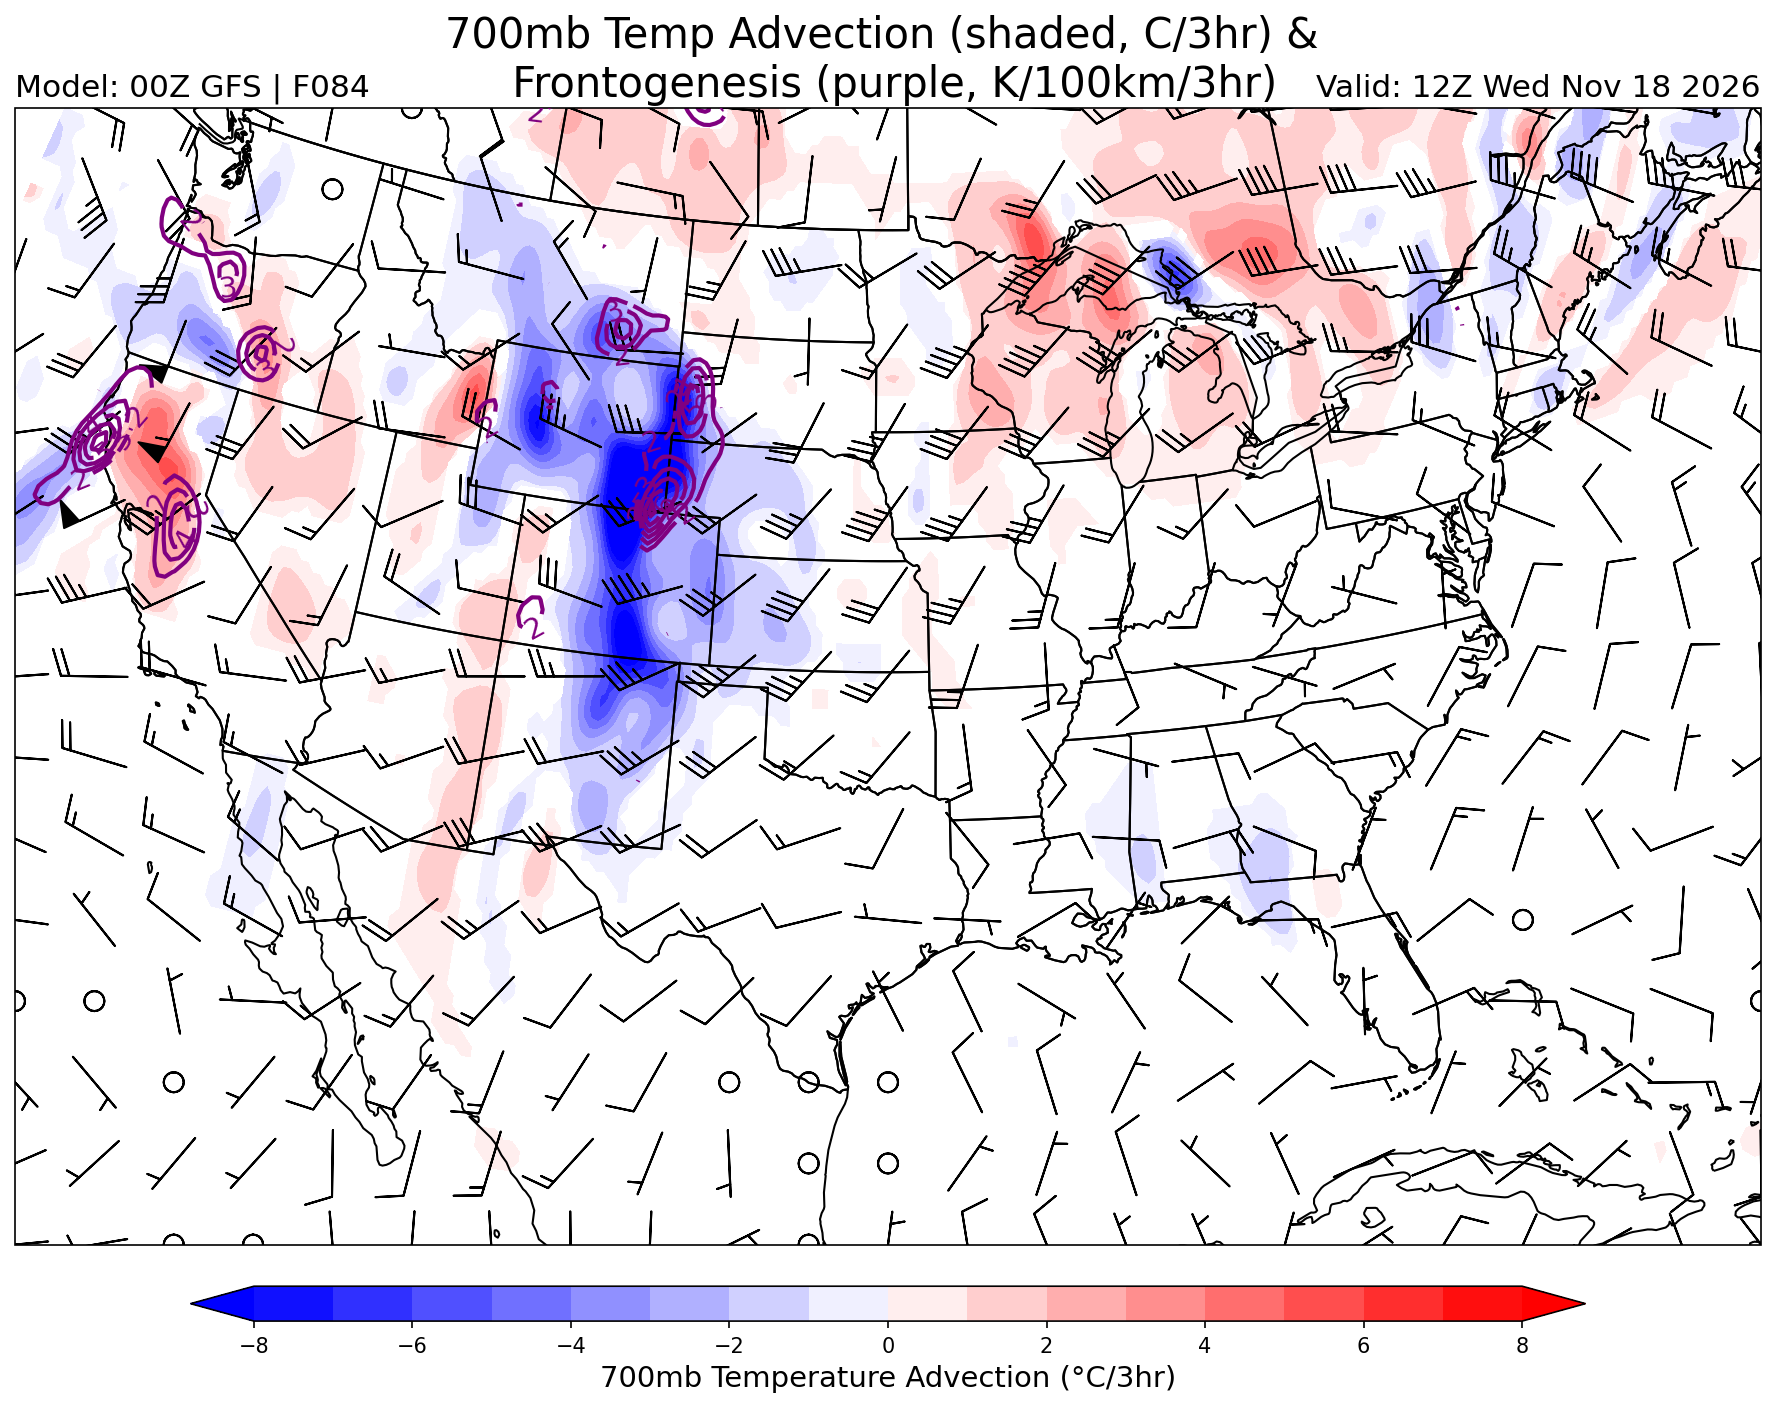 700mb Temp Advection (shaded, C/3hr) &
Model: 00Z GFS | F084
Frontogenesis (purple, K/100km/3hr)
Valid: 12Z Wed Nov 18 2026
−8 −6 −4 −2 0 2 4 6 8
700mb Temperature Advection (°C/3hr)